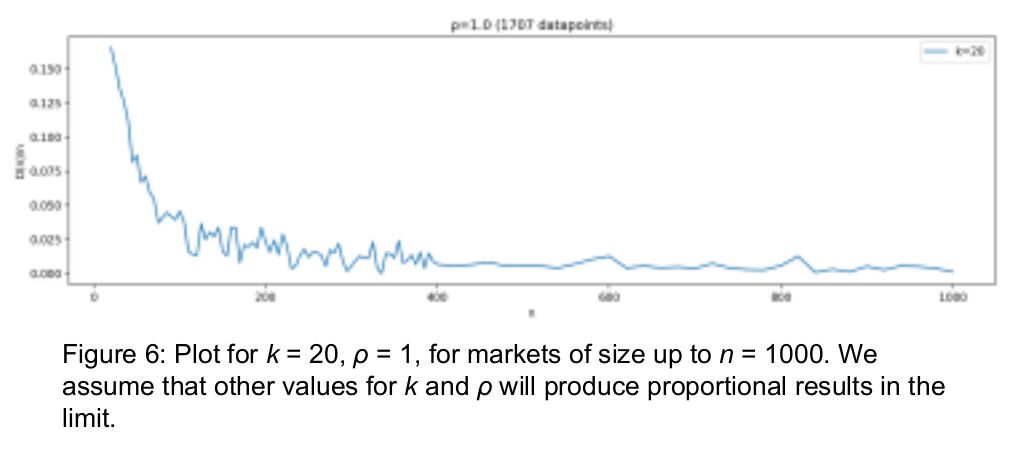 ρ=1.0 (1707 datapoints)
k=20
0.150
0.125
0.100
0.075
0.050
0.025
0.000
0
200
400
600
800
1000
n
Figure 6: Plot for k = 20, ρ = 1, for markets of size up to n = 1000. We
assume that other values for k and ρ will produce proportional results in the
limit.